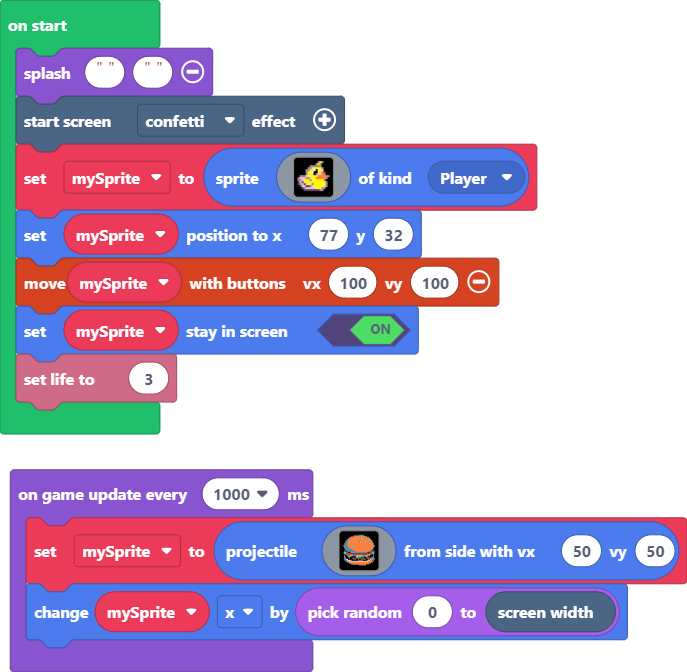 on start
splash " " " "
start screen confetti effect
set mySprite to sprite of kind Player
set mySprite position to x 77 y 32
move mySprite with buttons vx 100 vy 100
set mySprite stay in screen ON
set life to 3
on game update every 1000 ms
set mySprite to projectile from side with vx 50 vy 50
change mySprite x by pick random 0 to screen width